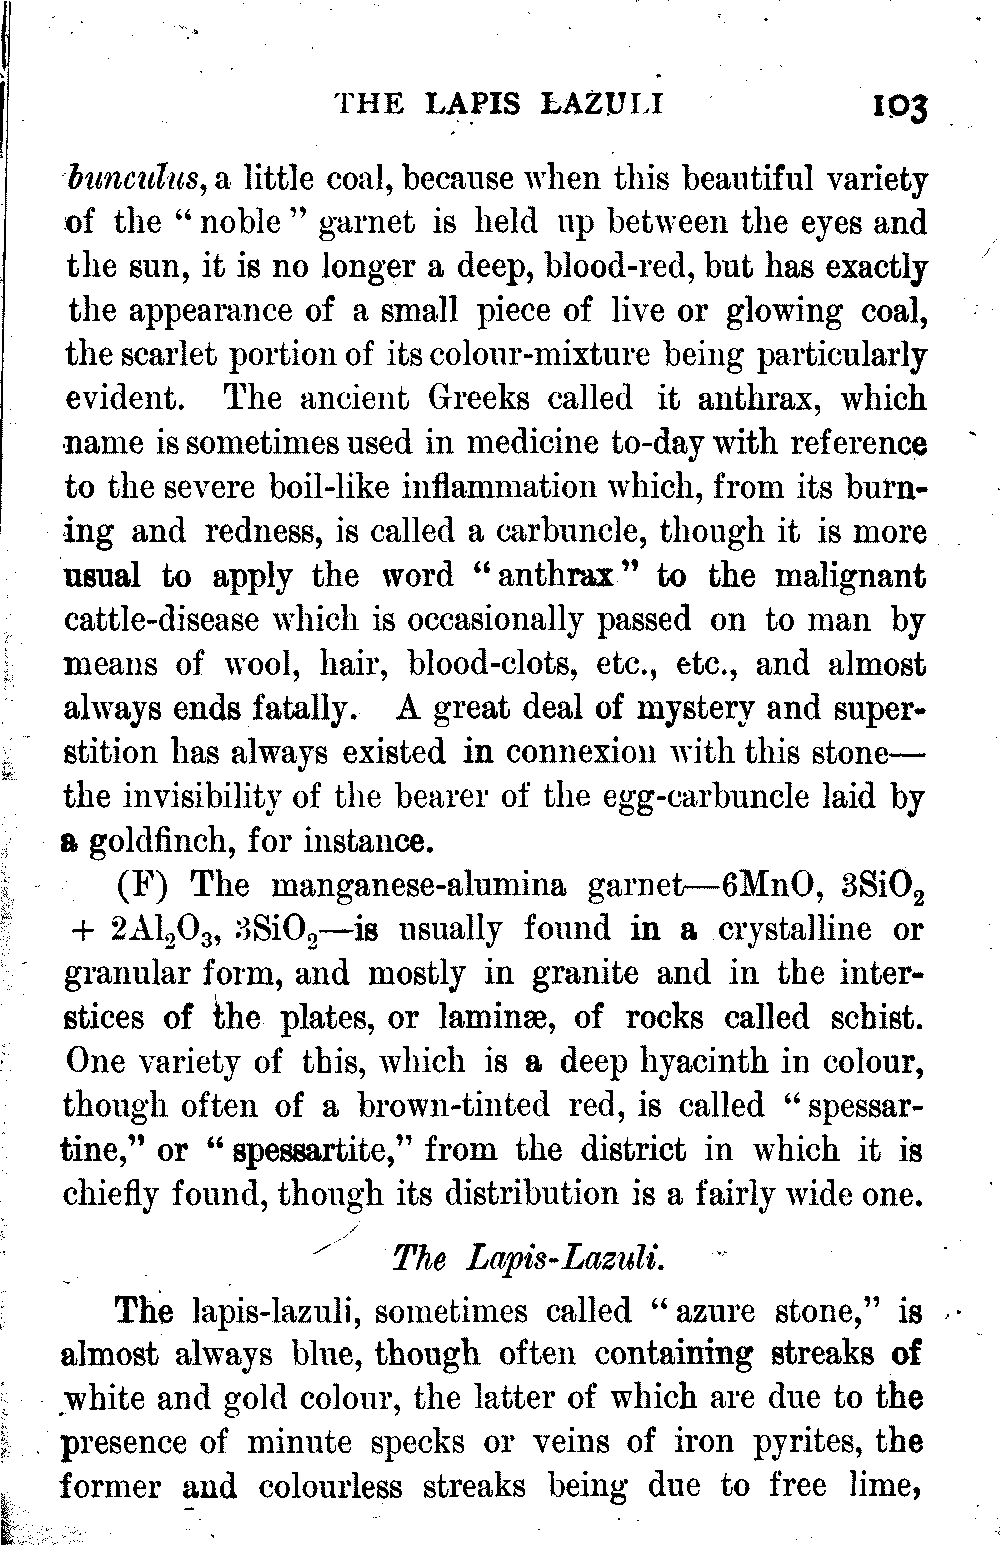 THE LAPIS LAZULI 103
bunculus, a little coal, because when this beautiful variety
of the “ noble ” garnet is held up between the eyes and
the sun, it is no longer a deep, blood-red, but has exactly
the appearance of a small piece of live or glowing coal,
the scarlet portion of its colour-mixture being particularly
evident. The ancient Greeks called it anthrax, which
name is sometimes used in medicine to-day with reference
to the severe boil-like inflammation which, from its burn-
ing and redness, is called a carbuncle, though it is more
usual to apply the word “ anthrax ” to the malignant
cattle-disease which is occasionally passed on to man by
means of wool, hair, blood-clots, etc., etc., and almost
always ends fatally. A great deal of mystery and super-
stition has always existed in connexion with this stone—
the invisibility of the bearer of the egg-carbuncle laid by
a goldfinch, for instance.
(F) The manganese-alumina garnet—6MnO, 3SiO₂
+ 2Al₂O₃, 3SiO₂—is usually found in a crystalline or
granular form, and mostly in granite and in the inter-
stices of the plates, or laminæ, of rocks called schist.
One variety of this, which is a deep hyacinth in colour,
though often of a brown-tinted red, is called “ spessar-
tine,” or “ spessartite,” from the district in which it is
chiefly found, though its distribution is a fairly wide one.
The Lapis-Lazuli.
The lapis-lazuli, sometimes called “ azure stone,” is
almost always blue, though often containing streaks of
white and gold colour, the latter of which are due to the
presence of minute specks or veins of iron pyrites, the
former and colourless streaks being due to free lime,